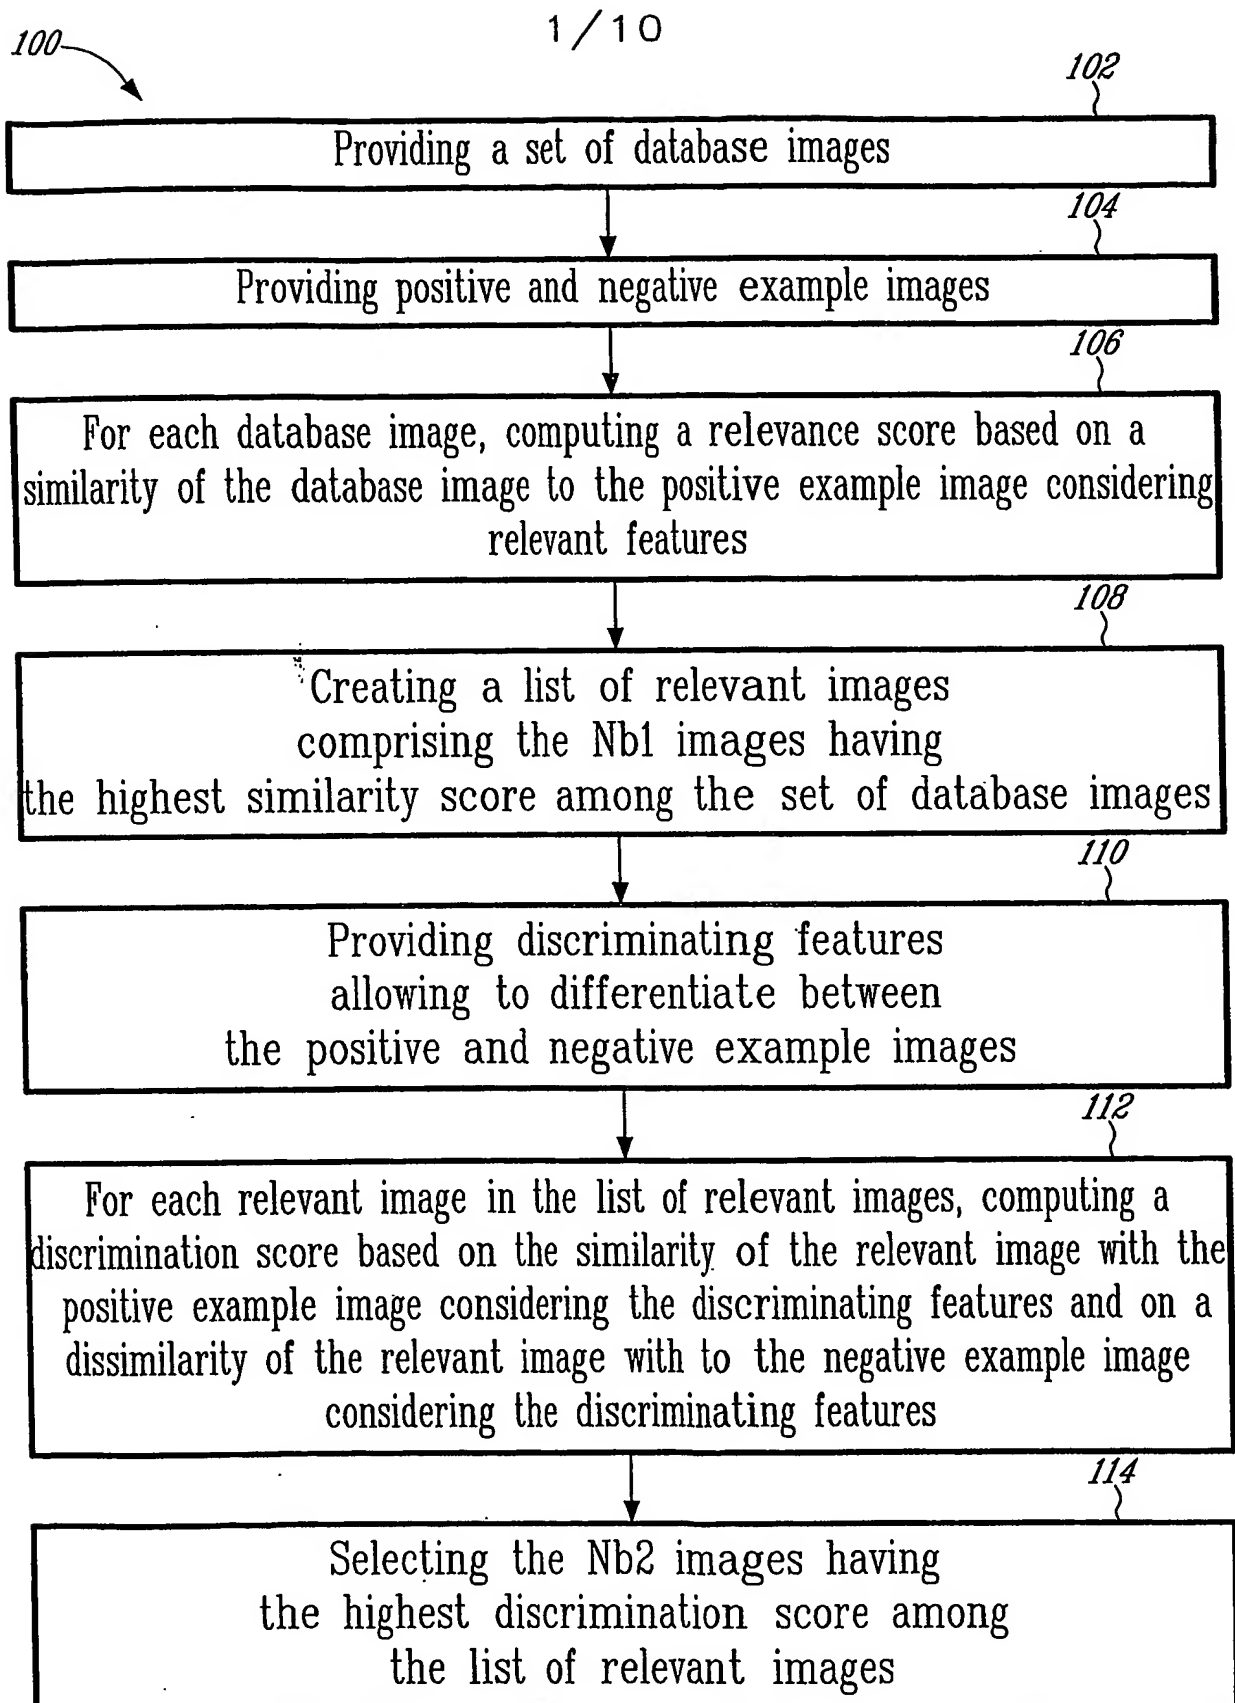 1/10
100
102
Providing a set of database images
104
Providing positive and negative example images
106
For each database image, computing a relevance score based on a
similarity of the database image to the positive example image considering
relevant features
108
Creating a list of relevant images
comprising the Nb1 images having
the highest similarity score among the set of database images
110
Providing discriminating features
allowing to differentiate between
the positive and negative example images
112
For each relevant image in the list of relevant images, computing a
discrimination score based on the similarity of the relevant image with the
positive example image considering the discriminating features and on a
dissimilarity of the relevant image with to the negative example image
considering the discriminating features
114
Selecting the Nb2 images having
the highest discrimination score among
the list of relevant images